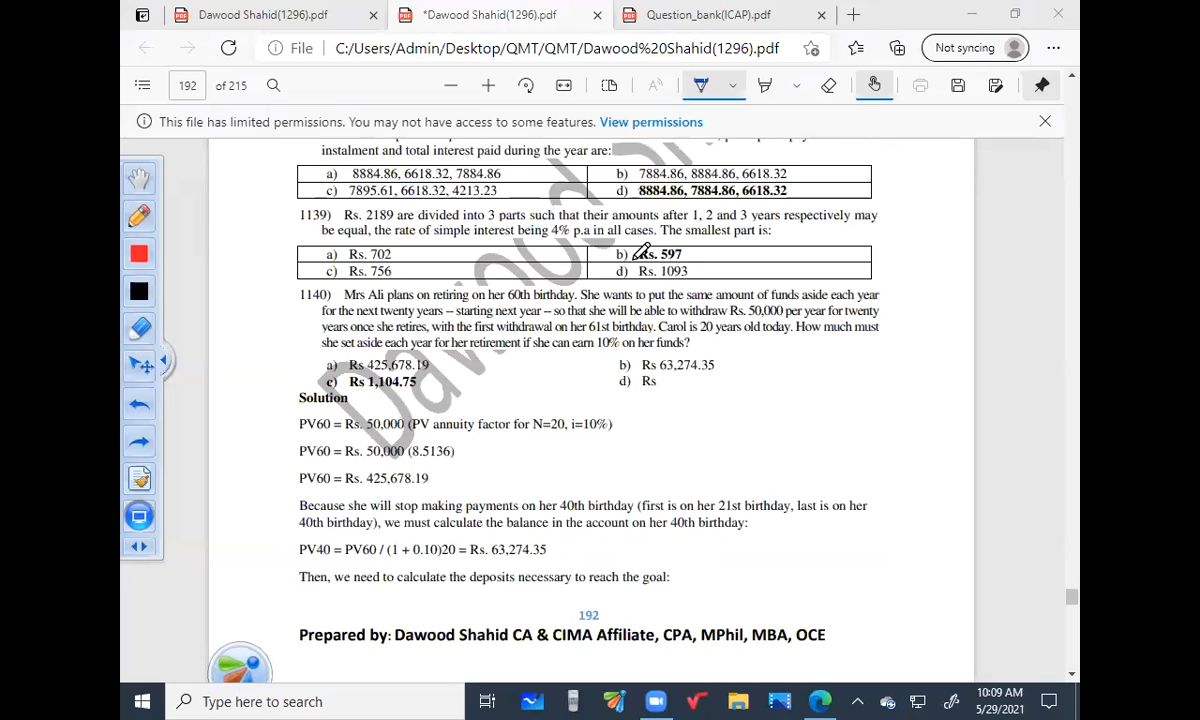 Dawood Shahid(1296).pdf
*Dawood Shahid(1296).pdf
Question_bank(ICAP).pdf
File
C:/Users/Admin/Desktop/QMT/QMT/Dawood%20Shahid(1296).pdf
Not syncing
192 of 215
This file has limited permissions. You may not have access to some features. View permissions
instalment and total interest paid during the year are:
a) 8884.86, 6618.32, 7884.86 b) 7884.86, 8884.86, 6618.32
c) 7895.61, 6618.32, 4213.23 d) 8884.86, 7884.86, 6618.32
1139) Rs. 2189 are divided into 3 parts such that their amounts after 1, 2 and 3 years respectively may
be equal, the rate of simple interest being 4% p.a in all cases. The smallest part is:
a) Rs. 702 b) Rs. 597
c) Rs. 756 d) Rs. 1093
1140) Mrs Ali plans on retiring on her 60th birthday. She wants to put the same amount of funds aside each year
for the next twenty years -- starting next year -- so that she will be able to withdraw Rs. 50,000 per year for twenty
years once she retires, with the first withdrawal on her 61st birthday. Carol is 20 years old today. How much must
she set aside each year for her retirement if she can earn 10% on her funds?
a) Rs 425,678.19 b) Rs 63,274.35
c) Rs 1,104.75 d) Rs
Solution
PV60 = Rs. 50,000 (PV annuity factor for N=20, i=10%)
PV60 = Rs. 50,000 (8.5136)
PV60 = Rs. 425,678.19
Because she will stop making payments on her 40th birthday (first is on her 21st birthday, last is on her
40th birthday), we must calculate the balance in the account on her 40th birthday:
PV40 = PV60 / (1 + 0.10)20 = Rs. 63,274.35
Then, we need to calculate the deposits necessary to reach the goal:
192
Prepared by: Dawood Shahid CA & CIMA Affiliate, CPA, MPhil, MBA, OCE
Type here to search
10:09 AM
5/29/2021